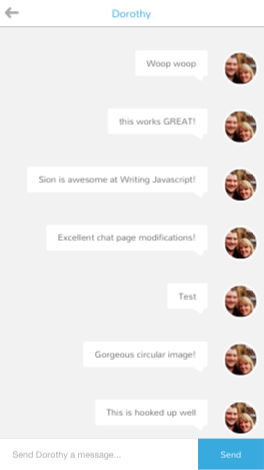 Dorothy
Woop woop
this works GREAT!
Sion is awesome at Writing Javascript!
Excellent chat page modifications!
Test
Gorgeous circular image!
This is hooked up well
Send Dorothy a message...
Send